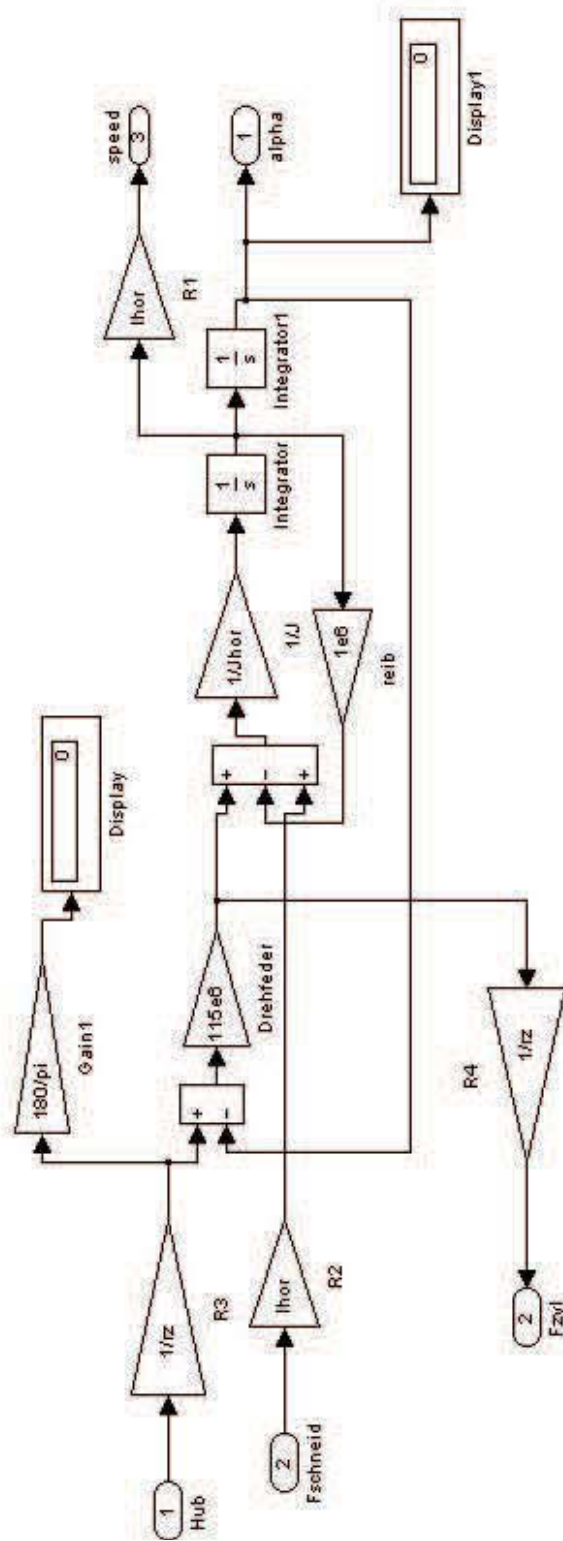 180/pi
Gain1
0
Display
1
Hub
1/rz
R3
+
−
115e6
Drehfeder
+
−
+
1/Jhor
1/J
1
s
Integrator
1
s
Integrator1
lhor
R1
speed
3
1
alpha
0
Display1
2
Fschneid
lhor
R2
1e6
reib
2
Fzyl
R4
1/rz